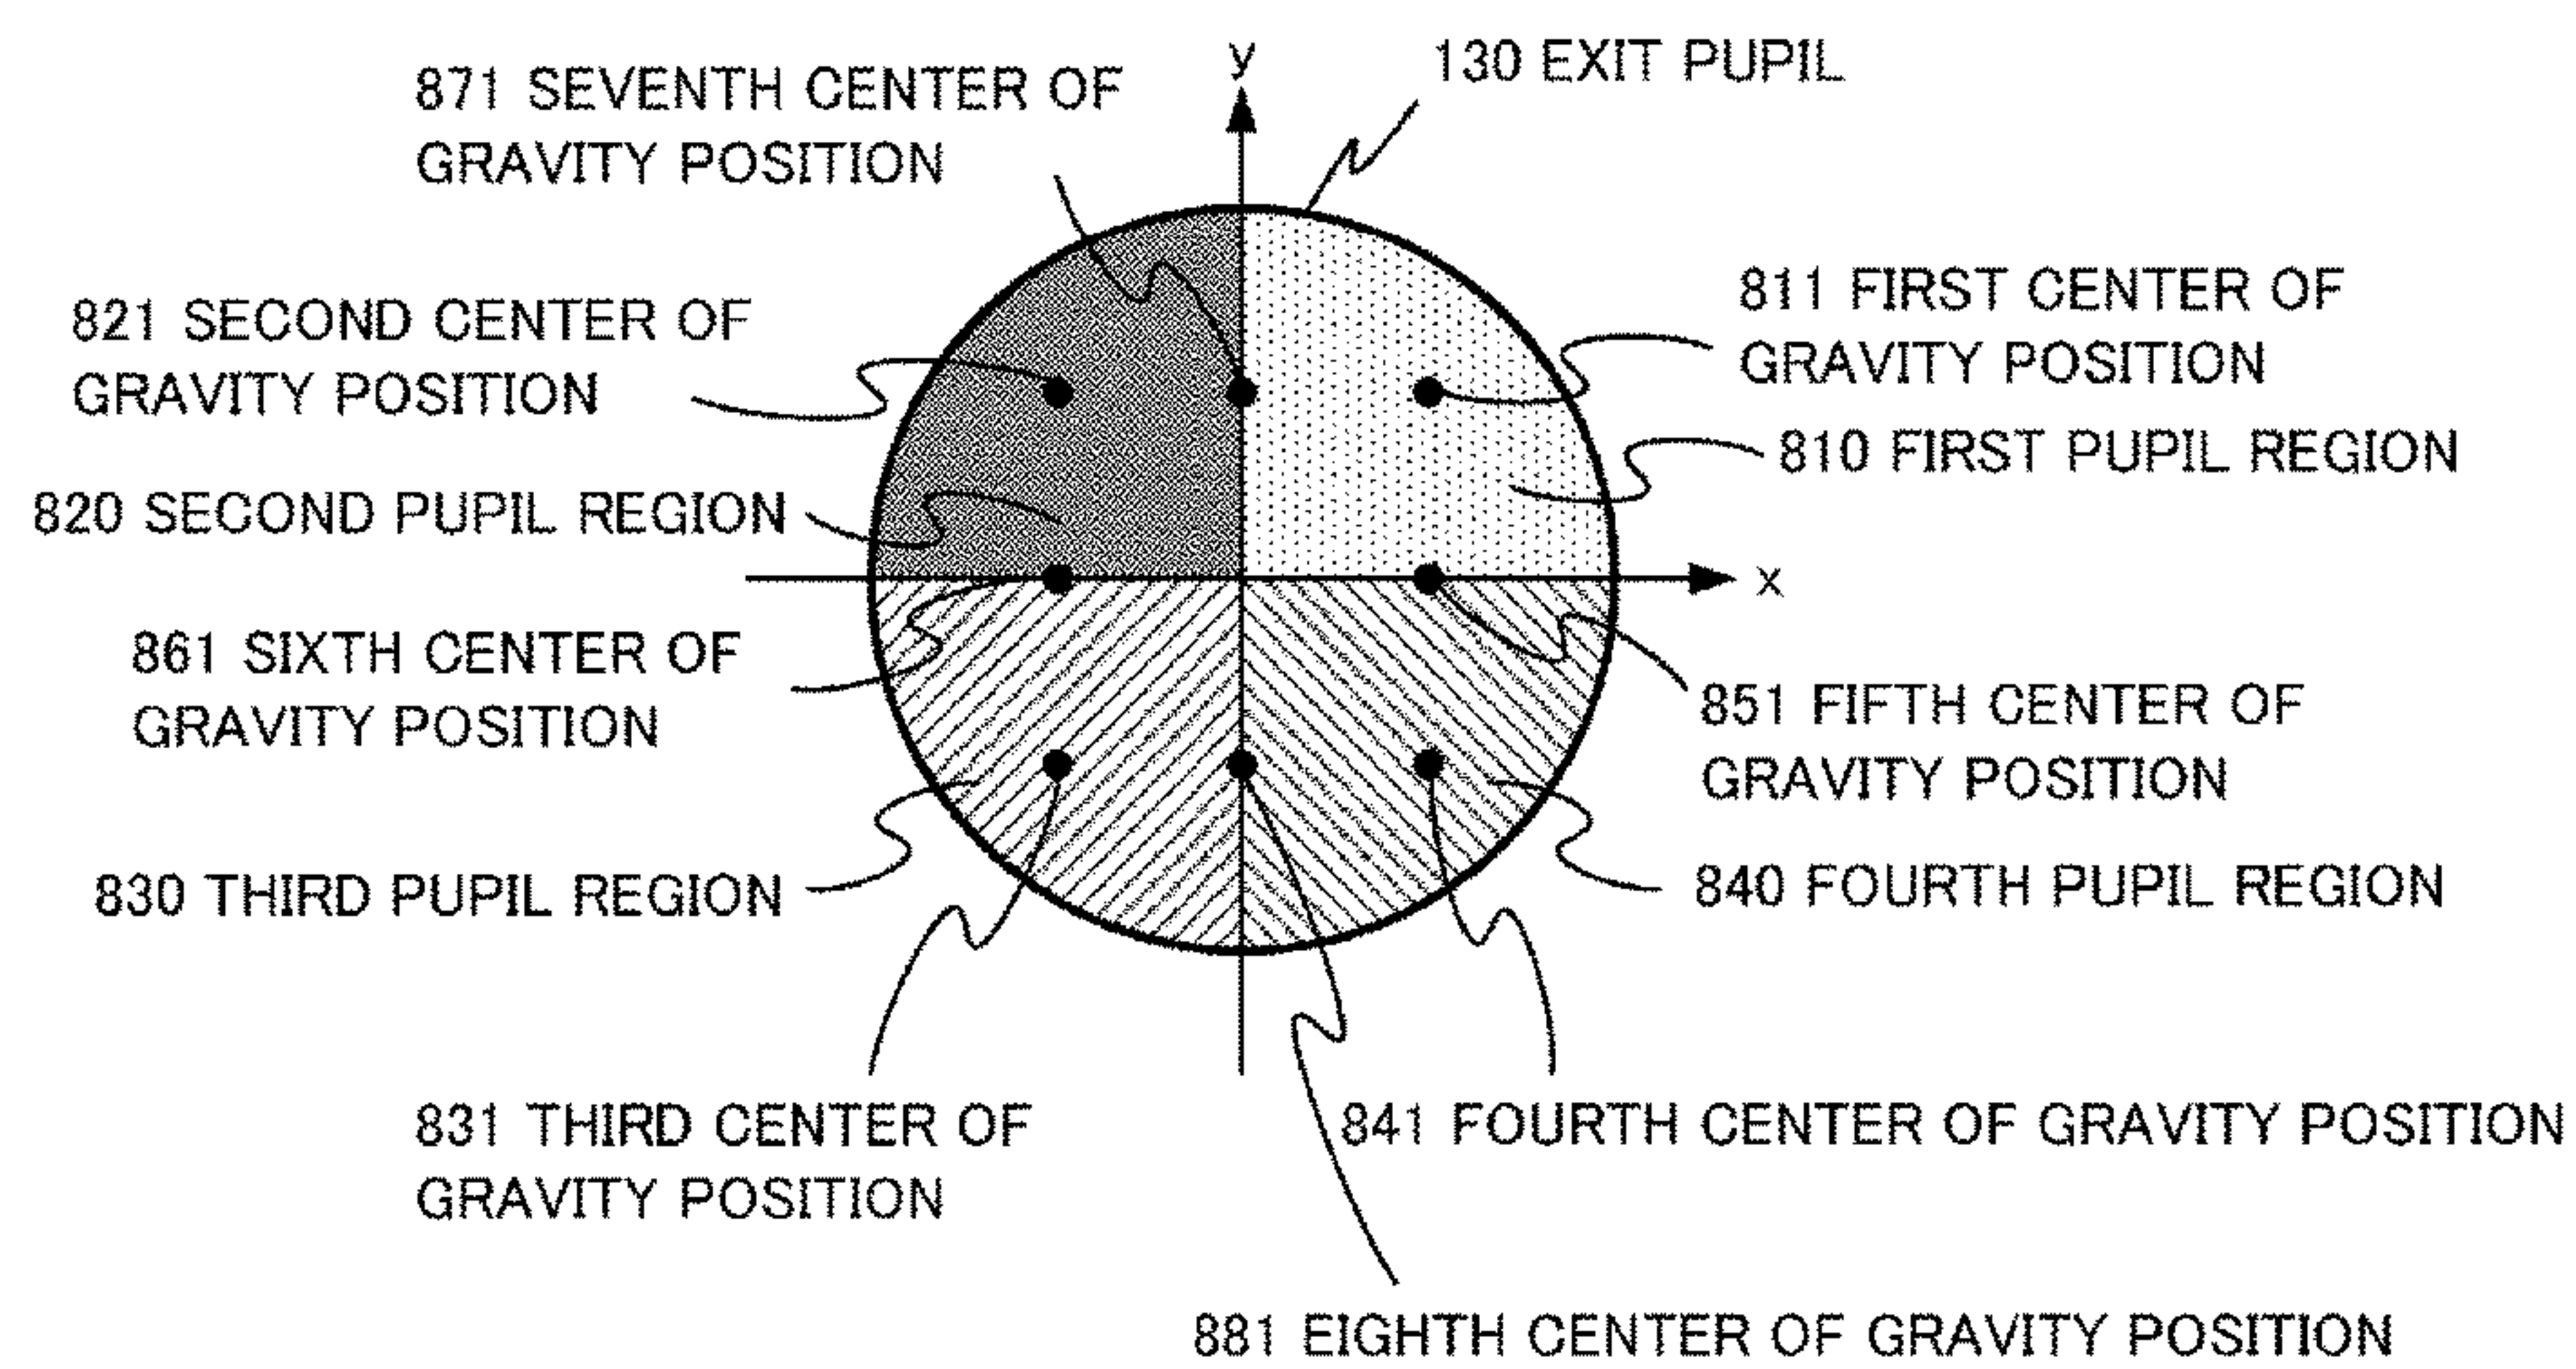 y
130 EXIT PUPIL
871 SEVENTH CENTER OF
GRAVITY POSITION
811 FIRST CENTER OF
GRAVITY POSITION
821 SECOND CENTER OF
GRAVITY POSITION
810 FIRST PUPIL REGION
820 SECOND PUPIL REGION
x
861 SIXTH CENTER OF
GRAVITY POSITION
851 FIFTH CENTER OF
GRAVITY POSITION
830 THIRD PUPIL REGION
840 FOURTH PUPIL REGION
831 THIRD CENTER OF
GRAVITY POSITION
841 FOURTH CENTER OF GRAVITY POSITION
881 EIGHTH CENTER OF GRAVITY POSITION